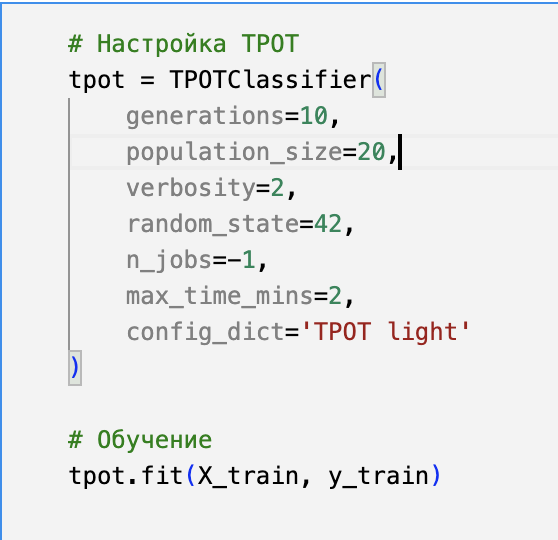 # Настройка TPOT
tpot = TPOTClassifier(
    generations=10,
    population_size=20,
    verbosity=2,
    random_state=42,
    n_jobs=-1,
    max_time_mins=2,
    config_dict='TPOT light'
)
# Обучение
tpot.fit(X_train, y_train)